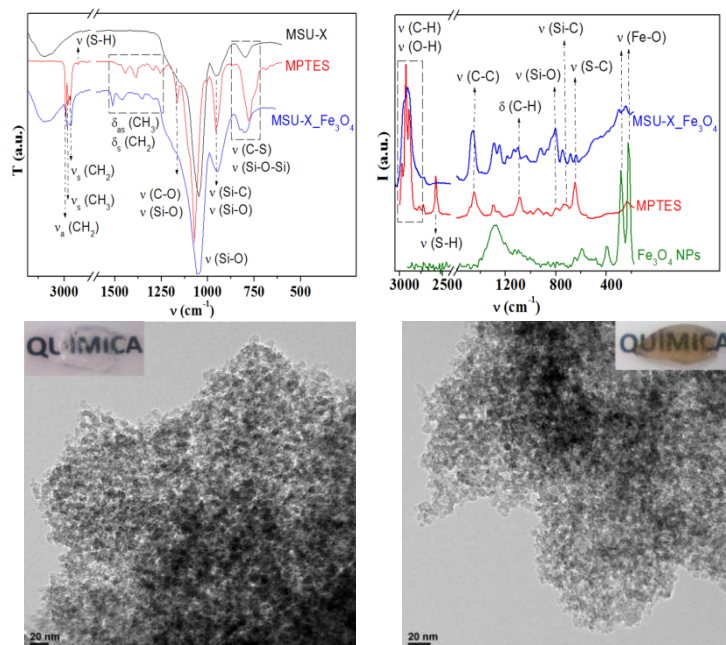 ν (S-H)
MSU-X
MPTES
MSU-X_Fe₃O₄
δas (CH₃)
δs (CH₂)
νs (CH₂)
νs (CH₃)
νa (CH₂)
ν (C-O)
ν (Si-O)
ν (Si-C)
ν (Si-O)
ν (C-S)
ν (Si-O-Si)
ν (Si-O)
T (a.u.)
3000 1750 1500 1250 1000 750 500
ν (cm⁻¹)
ν (C-H)
ν (O-H)
ν (C-C)
δ (C-H)
ν (Si-O)
ν (Si-C)
ν (S-C)
ν (Fe-O)
MSU-X_Fe₃O₄
MPTES
ν (S-H)
Fe₃O₄ NPs
I (a.u.)
3000 2500 1200 800 400
ν (cm⁻¹)
QUIMICA
20 nm
QUIMICA
20 nm